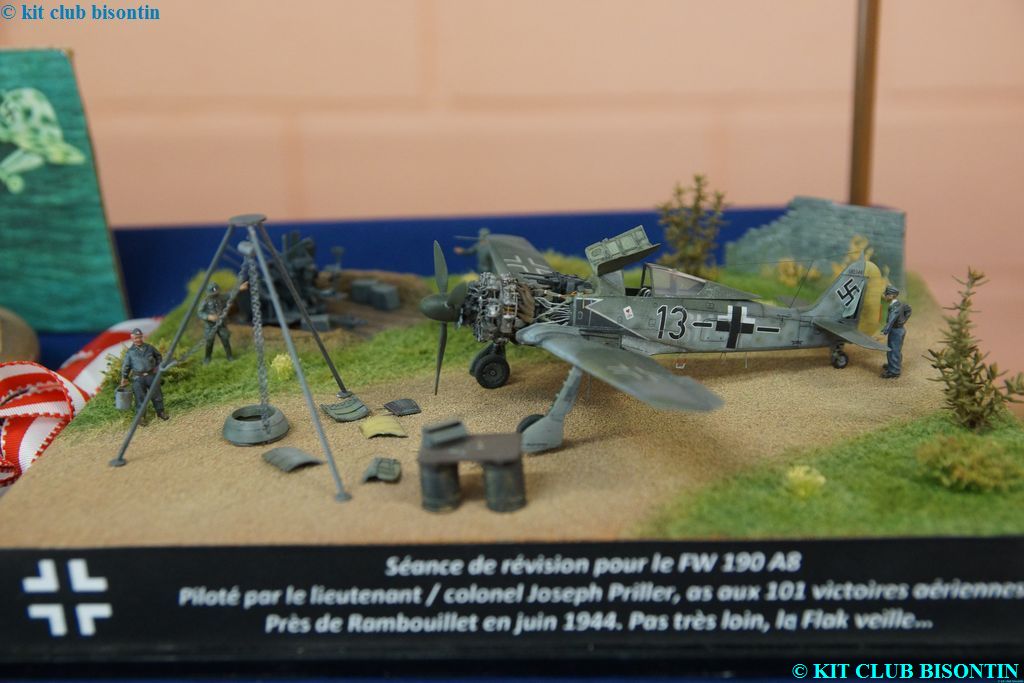 © kit club bisontin
13
Séance de révision pour le FW 190 A8
Piloté par le lieutenant / colonel Joseph Priller, as aux 101 victoires aériennes
Près de Rambouillet en juin 1944. Pas très loin, la Flak veille...
© KIT CLUB BISONTIN